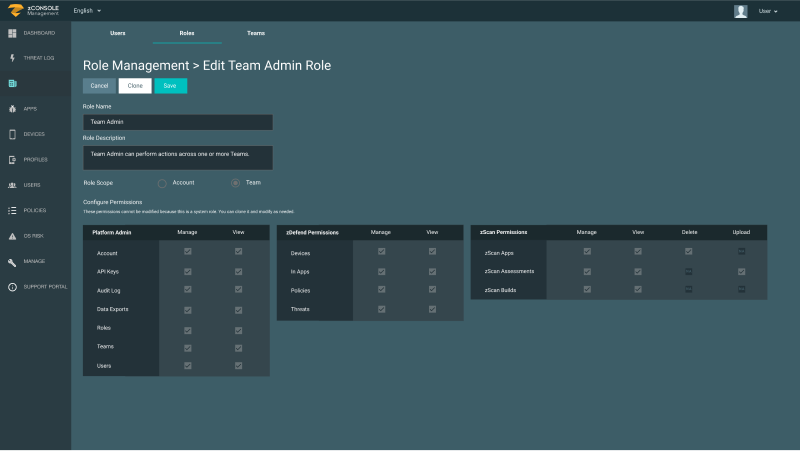 zCONSOLE
Management
English
User
DASHBOARD
THREAT LOG
APPS
DEVICES
PROFILES
USERS
POLICIES
OS RISK
MANAGE
SUPPORT PORTAL
Users Roles Teams
Role Management > Edit Team Admin Role
Cancel Clone Save
Role Name
Team Admin
Role Description
Team Admin can perform actions across one or more Teams.
Role Scope Account Team
Configure Permissions
These permissions cannot be modified because this is a system role. You can clone it and modify as needed.
Platform Admin Manage View
Account
API Keys
Audit Log
Data Exports
Roles
Teams
Users
zDefend Permissions Manage View
Devices
In Apps
Policies
Threats
zScan Permissions Manage View Delete Upload
zScan Apps
zScan Assessments
zScan Builds